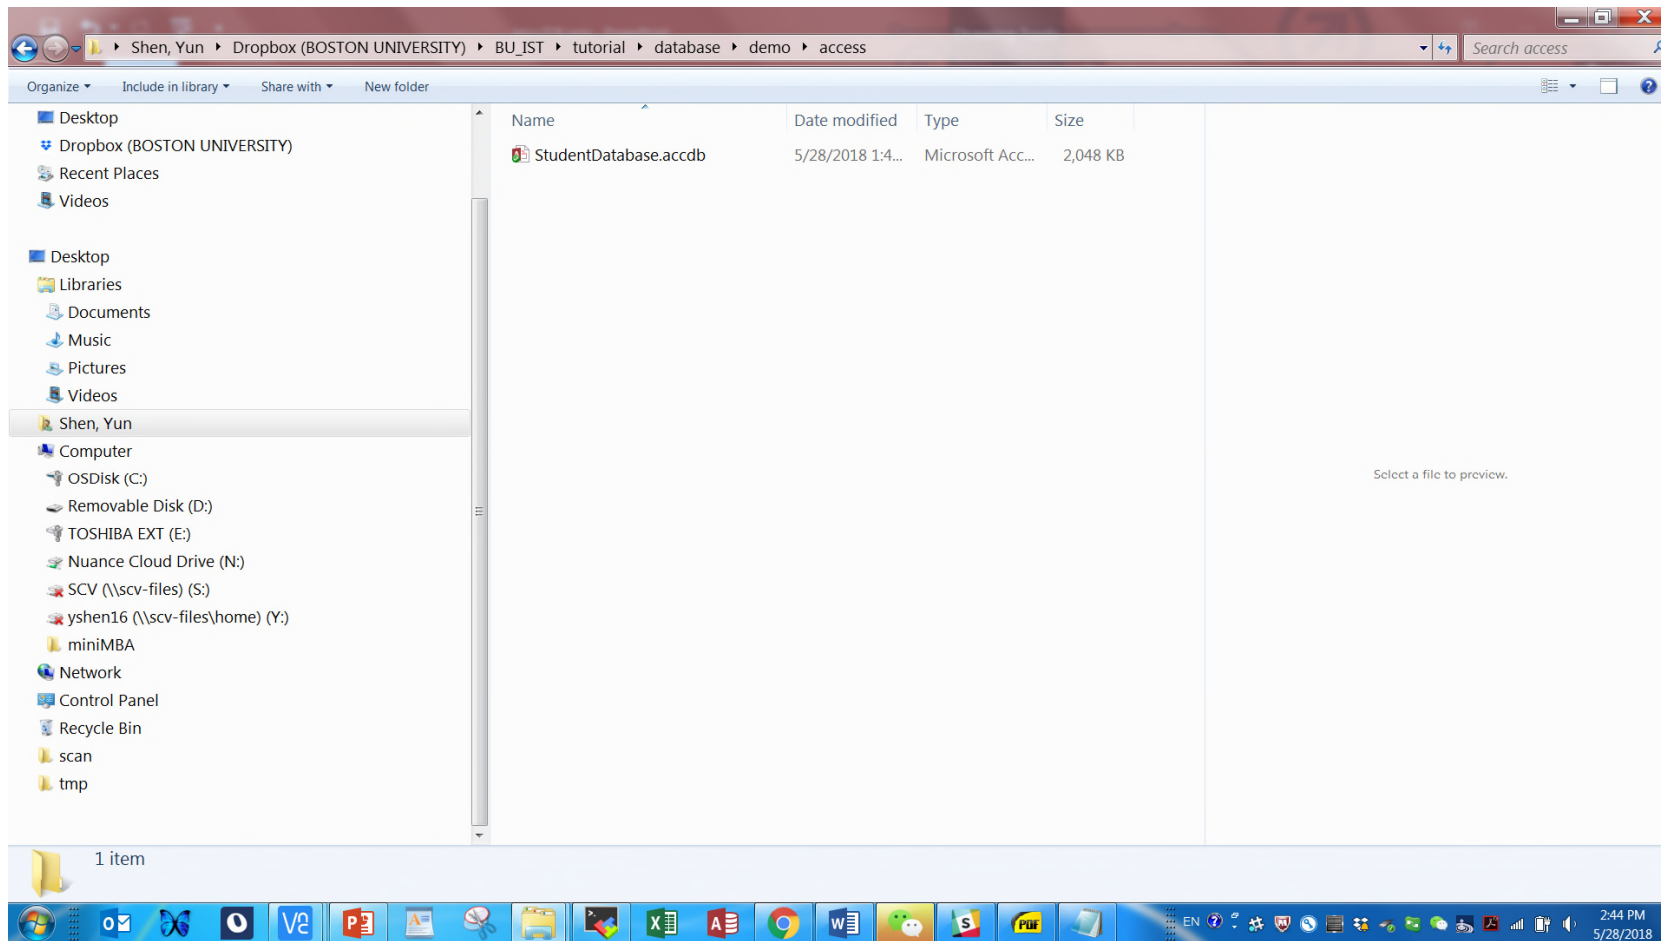 Shen, Yun Dropbox (BOSTON UNIVERSITY) BU_IST tutorial database demo access
Search access
Organize Include in library Share with New folder
Desktop
Dropbox (BOSTON UNIVERSITY)
Recent Places
Videos
Desktop
Libraries
Documents
Music
Pictures
Videos
Shen, Yun
Computer
OSDisk (C:)
Removable Disk (D:)
TOSHIBA EXT (E:)
Nuance Cloud Drive (N:)
SCV (\\scv-files) (S:)
yshen16 (\\scv-files\home) (Y:)
miniMBA
Network
Control Panel
Recycle Bin
scan
tmp
Name Date modified Type Size
StudentDatabase.accdb 5/28/2018 1:4... Microsoft Acc... 2,048 KB
Select a file to preview.
1 item
EN
2:44 PM
5/28/2018